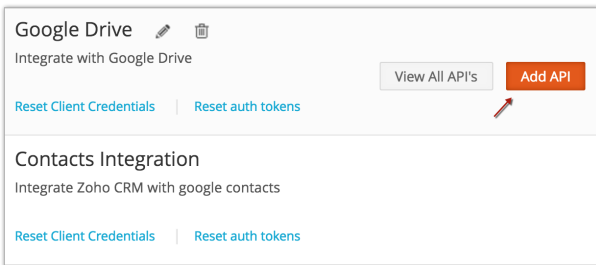 Google Drive
Integrate with Google Drive
View All API's
Add API
Reset Client Credentials
Reset auth tokens
Contacts Integration
Integrate Zoho CRM with google contacts
Reset Client Credentials
Reset auth tokens